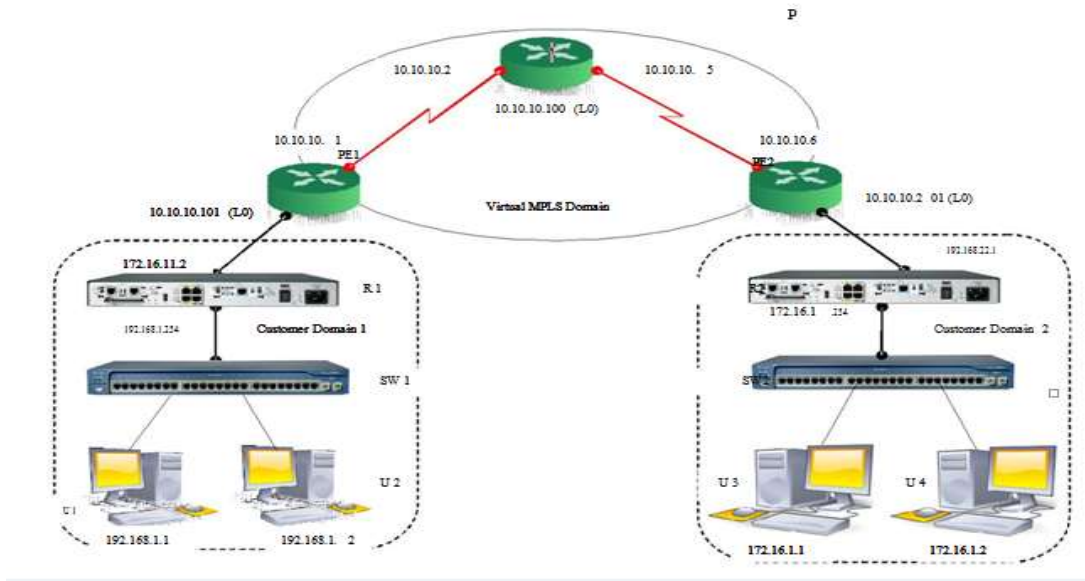 P
10.10.10.2
10.10.10. 5
10.10.10.100 (L0)
10.10.10. 1
10.10.10.6
PE1
PE2
10.10.10.101 (L0)
Virtual MPLS Domain
10.10.10.2 01 (L0)
172.16.11.2
192.168.22.1
R 1
R2
172.16.1 .254
192.168.1.254
Customer Domain 1
Customer Domain 2
SW 1
SW2
U 1
U 2
U 3
U 4
192.168.1.1
192.168.1. 2
172.16.1.1
172.16.1.2